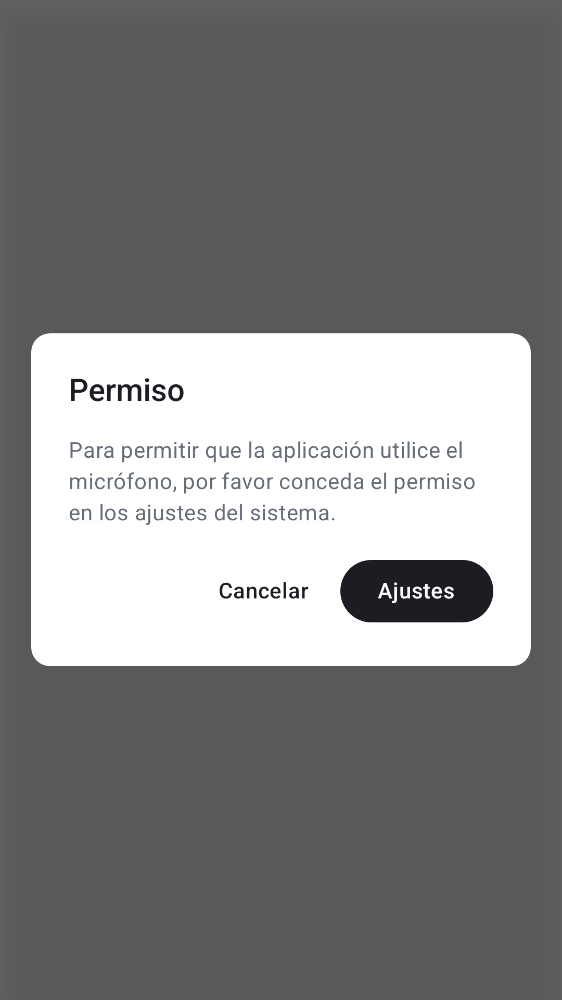 Permiso
Para permitir que la aplicación utilice el
micrófono, por favor conceda el permiso
en los ajustes del sistema.
Cancelar
Ajustes